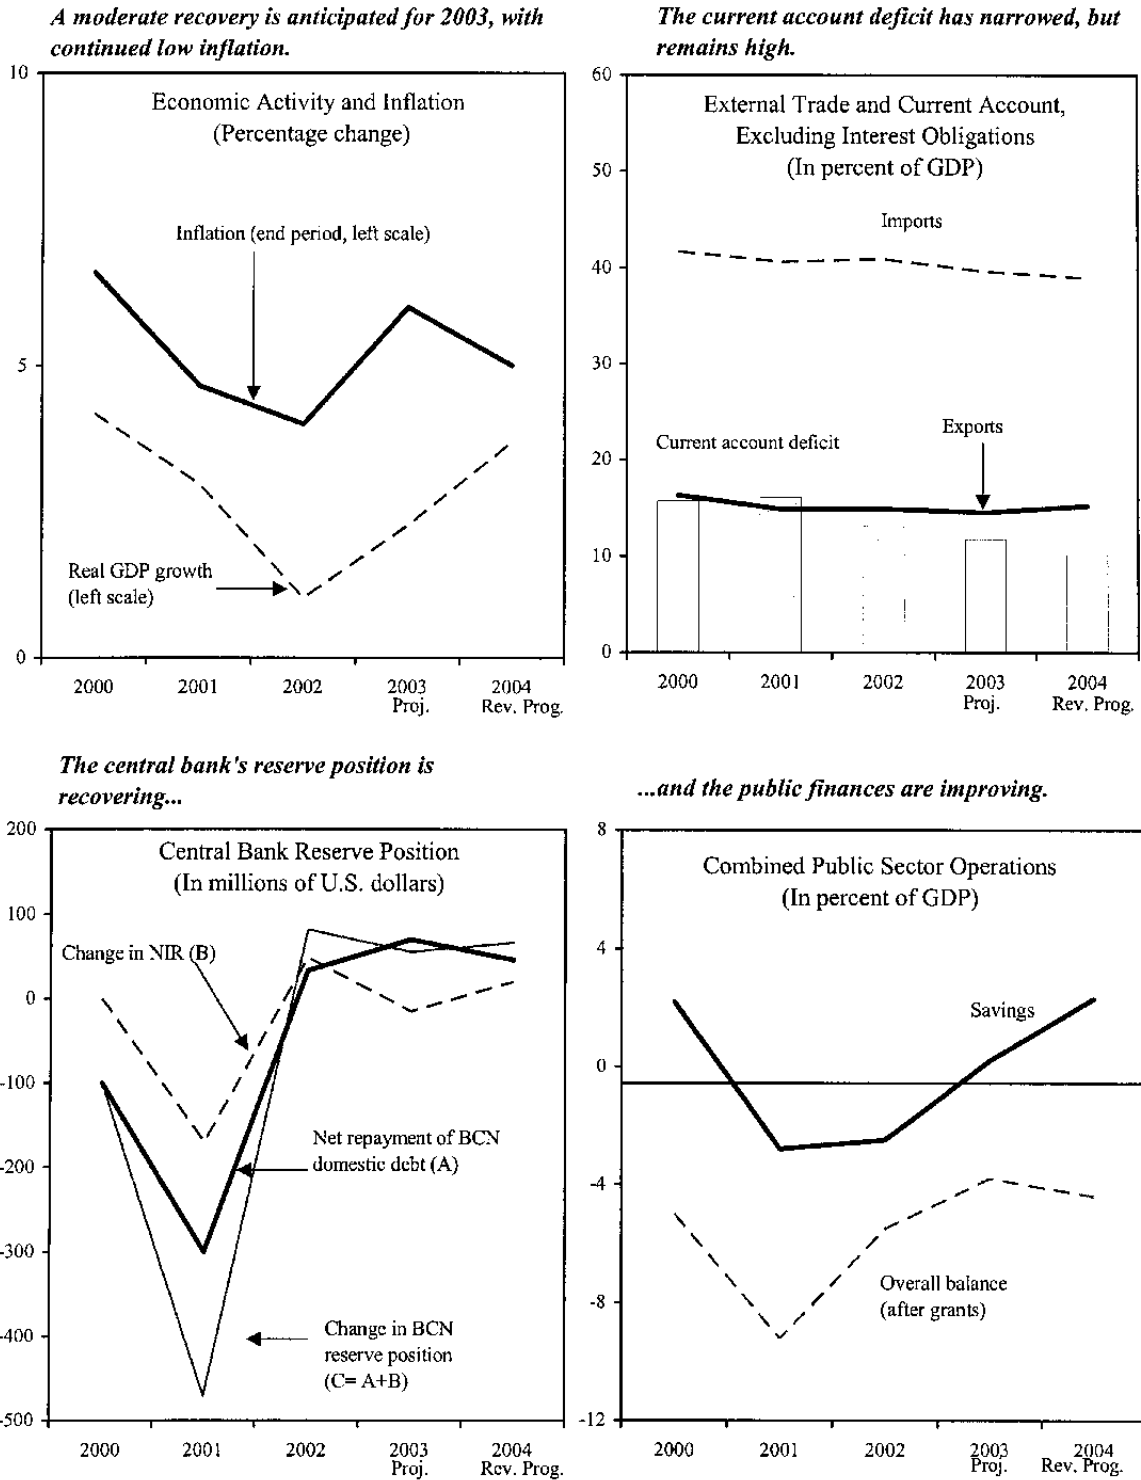 A moderate recovery is anticipated for 2003, with
continued low inflation.
10
Economic Activity and Inflation
(Percentage change)
Inflation (end period, left scale)
5
Real GDP growth
(left scale)
0
2000 2001 2002 2003 2004
Proj. Rev. Prog.
The current account deficit has narrowed, but
remains high.
60
External Trade and Current Account,
Excluding Interest Obligations
(In percent of GDP)
50
Imports
40
30
Exports
Current account deficit
20
10
0
2000 2001 2002 2003 2004
Proj. Rev. Prog.
The central bank's reserve position is
recovering...
200
Central Bank Reserve Position
(In millions of U.S. dollars)
100
Change in NIR (B)
0
-100
Net repayment of BCN
domestic debt (A)
-200
-300
Change in BCN
reserve position
(C= A+B)
-400
-500
2000 2001 2002 2003 2004
Proj. Rev. Prog.
...and the public finances are improving.
8
Combined Public Sector Operations
(In percent of GDP)
4
Savings
0
-4
Overall balance
(after grants)
-8
-12
2000 2001 2002 2003 2004
Proj. Rev. Prog.